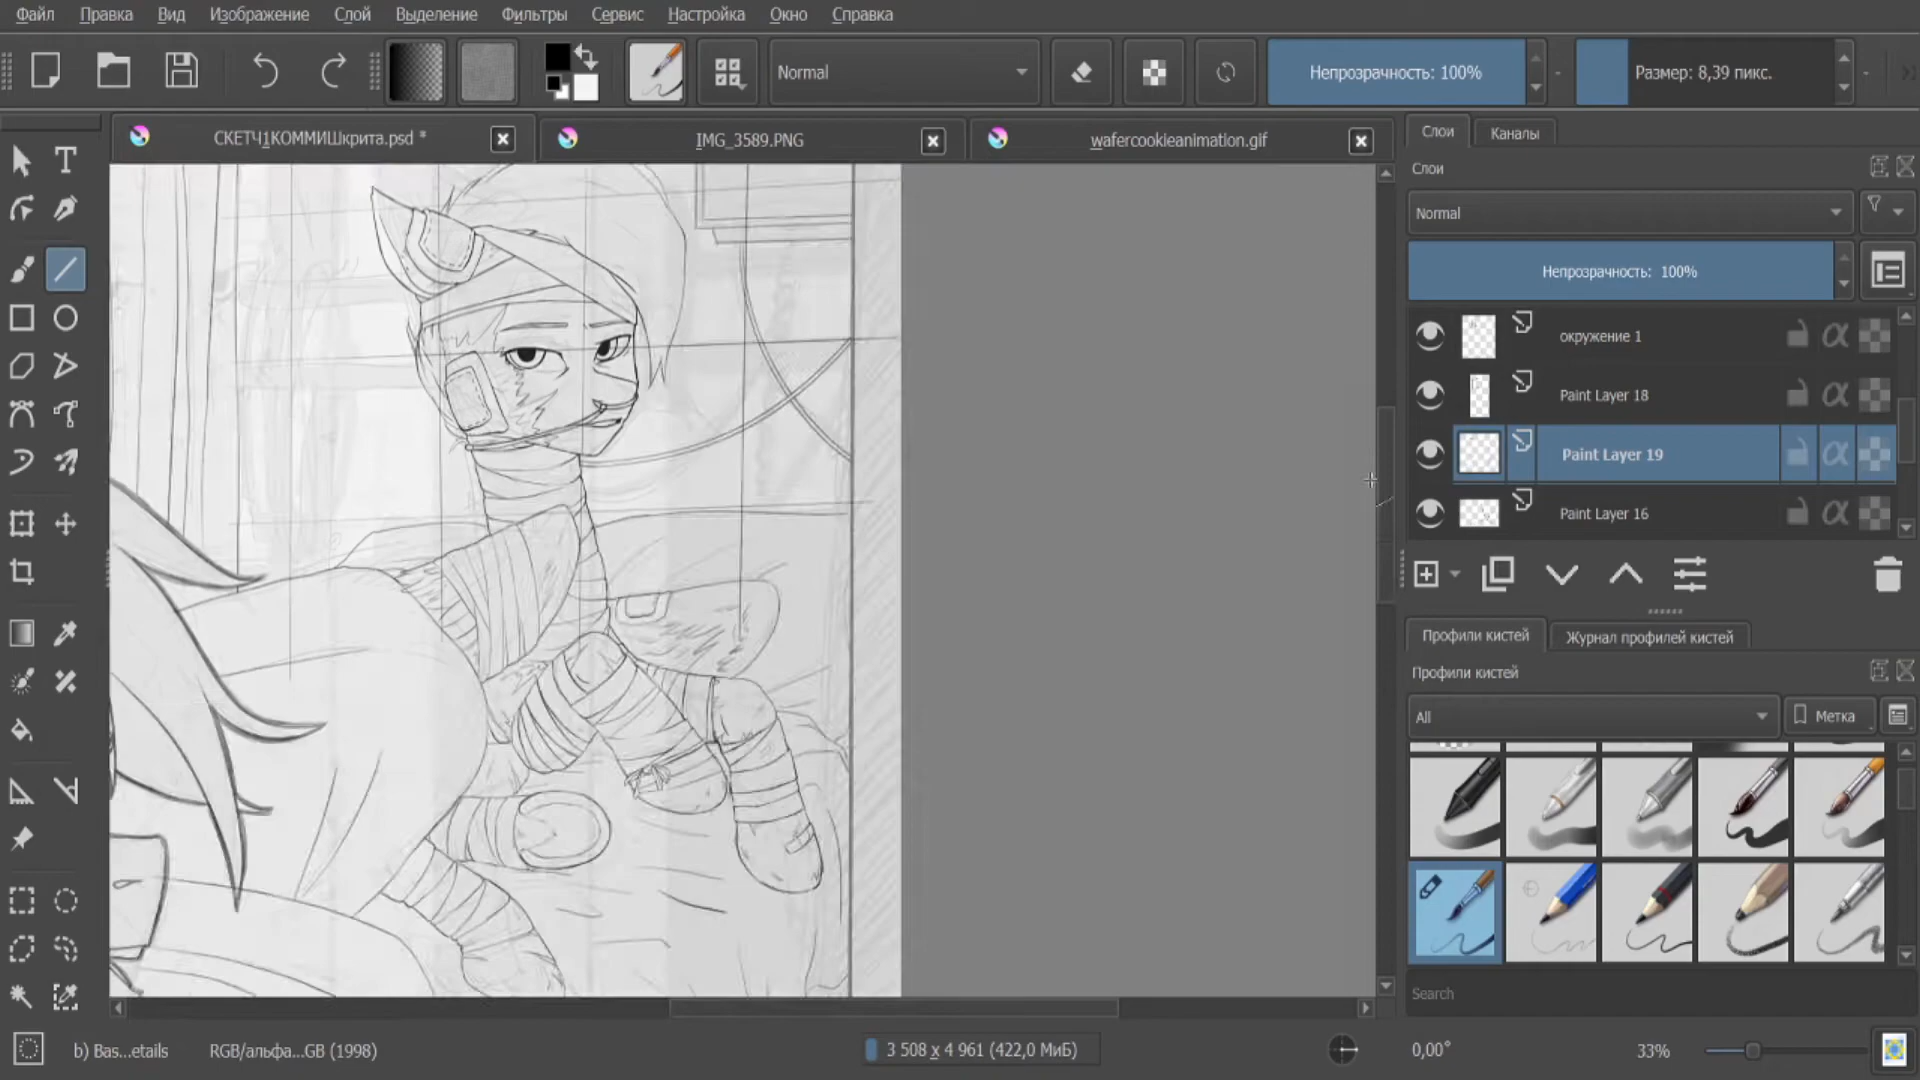 Файл Правка Вид Изображение Слой Выделение Фильтры Сервис Настройка Окно Справка
Normal
Непрозрачность: 100%
Размер: 8,39 пикс.
СКЕТЧ1КОММИШкрита.psd *
IMG_3589.PNG
wafercookieanimation.gif
Слои
Каналы
Слои
Normal
Непрозрачность: 100%
окружение 1
Paint Layer 18
Paint Layer 19
Paint Layer 16
Профили кистей
Журнал профилей кистей
Профили кистей
All
Метка
Search
b) Bas...etails
RGB/альфа...GB (1998)
3 508 x 4 961 (422,0 МиБ)
0,00°
33%